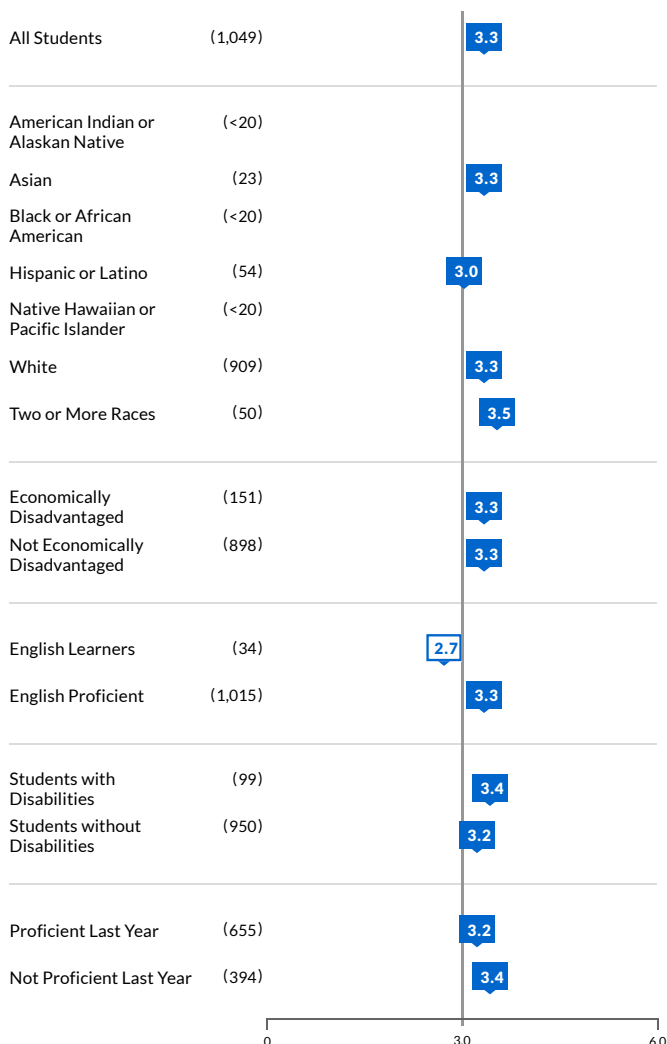 All Students (1,049) 3.3
American Indian or (<20)
Alaskan Native
Asian (23) 3.3
Black or African (<20)
American
Hispanic or Latino (54) 3.0
Native Hawaiian or (<20)
Pacific Islander
White (909) 3.3
Two or More Races (50) 3.5
Economically (151) 3.3
Disadvantaged
Not Economically (898) 3.3
Disadvantaged
English Learners (34) 2.7
English Proficient (1,015) 3.3
Students with (99) 3.4
Disabilities
Students without (950) 3.2
Disabilities
Proficient Last Year (655) 3.2
Not Proficient Last Year (394) 3.4
0 3.0 6.0